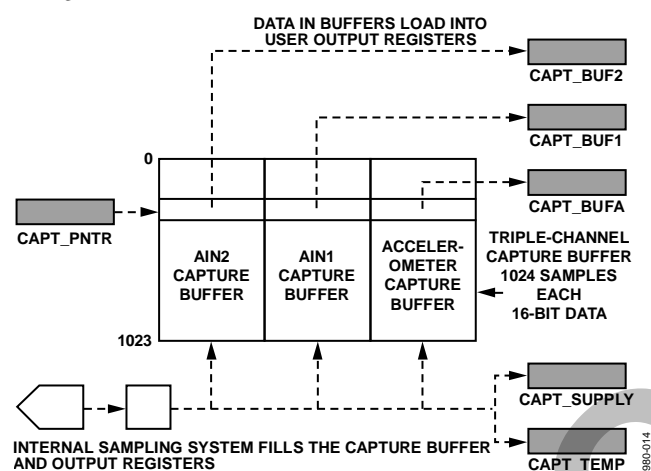 DATA IN BUFFERS LOAD INTO
USER OUTPUT REGISTERS
CAPT_BUF2
CAPT_BUF1
0
CAPT_BUFA
CAPT_PNTR
AIN2
CAPTURE
BUFFER
AIN1
CAPTURE
BUFFER
ACCELER-
OMETER
CAPTURE
BUFFER
TRIPLE-CHANNEL
CAPTURE BUFFER
1024 SAMPLES
EACH
16-BIT DATA
1023
CAPT_SUPPLY
INTERNAL SAMPLING SYSTEM FILLS THE CAPTURE BUFFER
AND OUTPUT REGISTERS
CAPT_TEMP
980-014